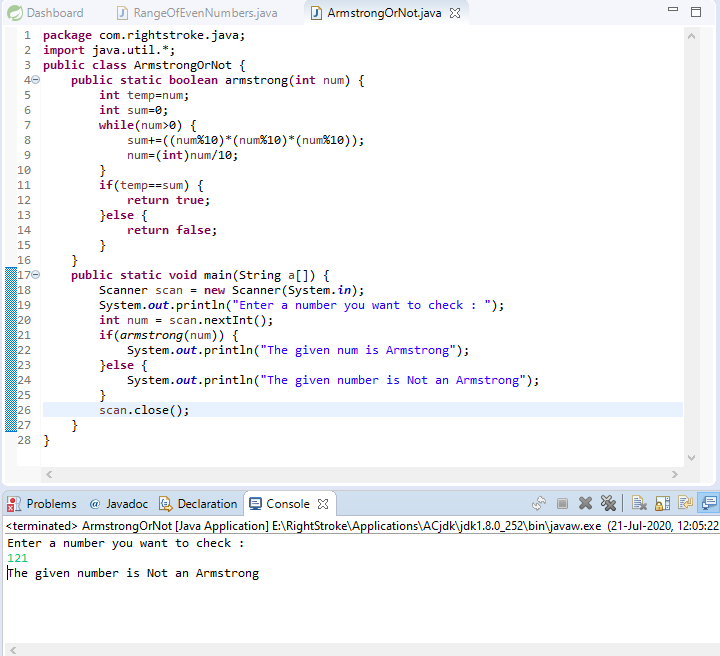 Dashboard RangeOfEvenNumbers.java ArmstrongOrNot.java
1 package com.rightstroke.java;
2 import java.util.*;
3 public class ArmstrongOrNot {
4 public static boolean armstrong(int num) {
5 int temp=num;
6 int sum=0;
7 while(num>0) {
8 sum+=((num%10)*(num%10)*(num%10));
9 num=(int)num/10;
10 }
11 if(temp==sum) {
12 return true;
13 }else {
14 return false;
15 }
16 }
17 public static void main(String a[]) {
18 Scanner scan = new Scanner(System.in);
19 System.out.println("Enter a number you want to check : ");
20 int num = scan.nextInt();
21 if(armstrong(num)) {
22 System.out.println("The given num is Armstrong");
23 }else {
24 System.out.println("The given number is Not an Armstrong");
25 }
26 scan.close();
27 }
28 }
Problems @ Javadoc Declaration Console
<terminated> ArmstrongOrNot [Java Application] E:\RightStroke\Applications\ACjdk\jdk1.8.0_252\bin\javaw.exe (21-Jul-2020, 12:05:22
Enter a number you want to check :
121
The given number is Not an Armstrong